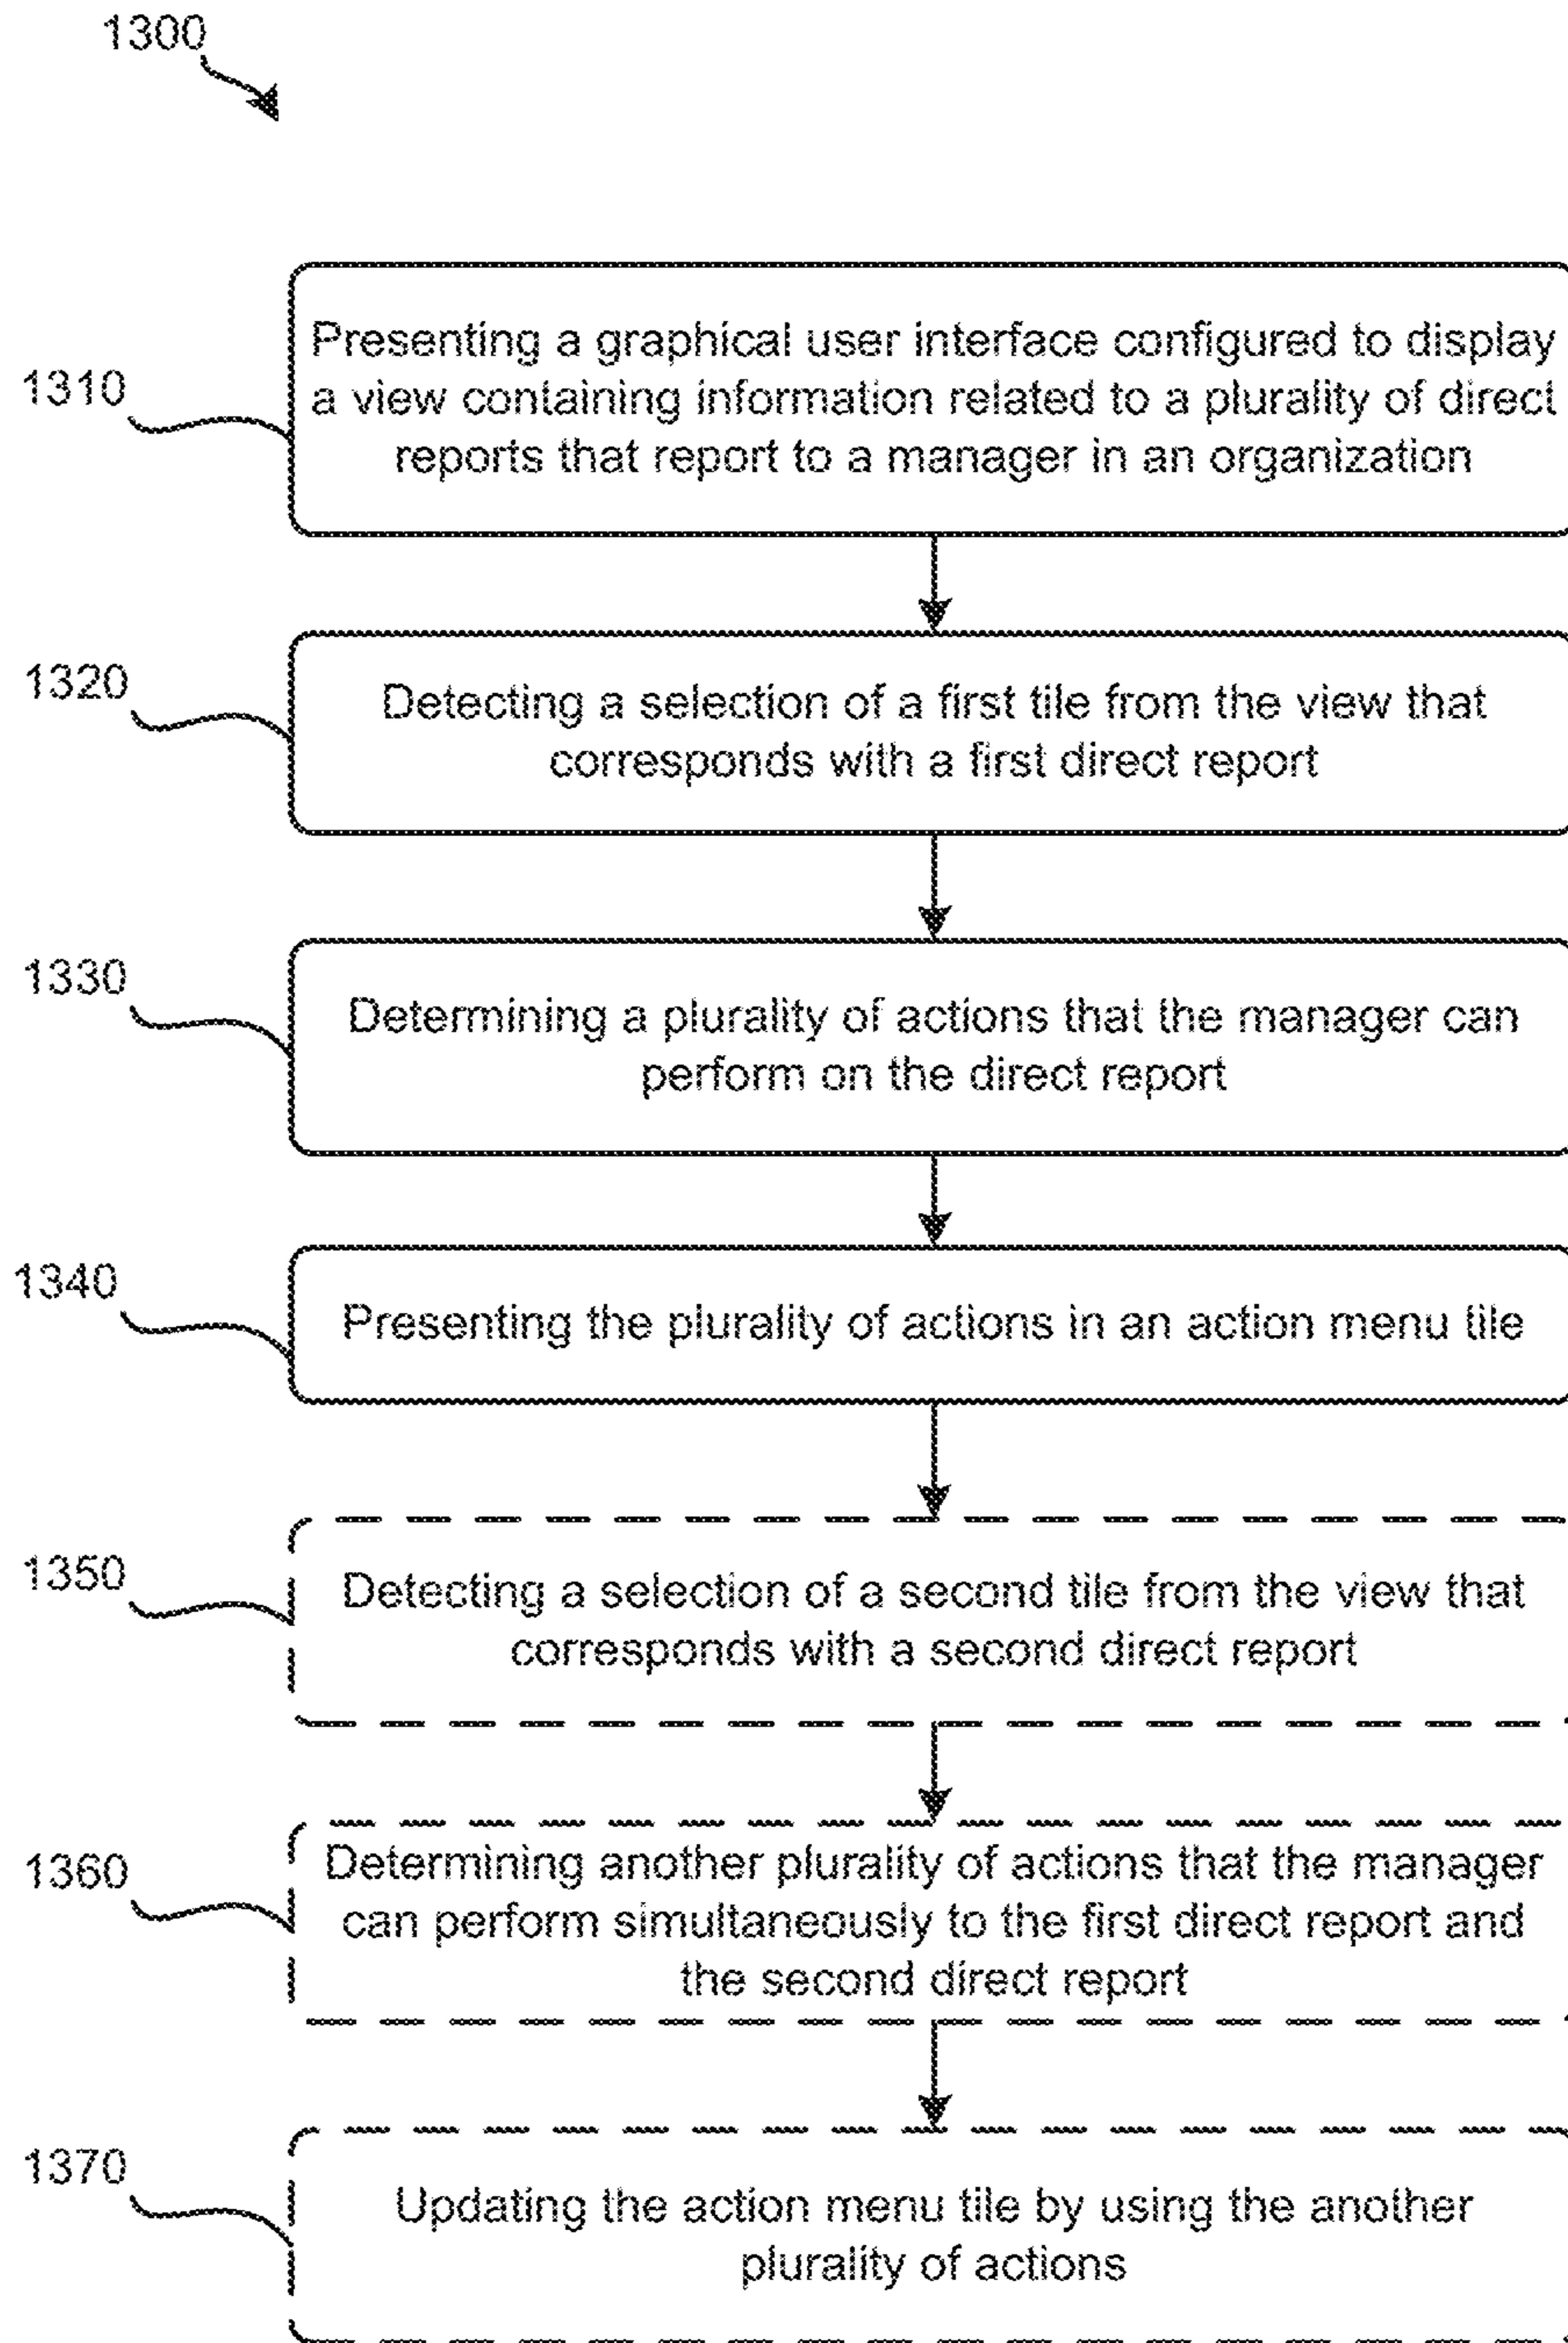 1300
1310
Presenting a graphical user interface configured to display
a view containing information related to a plurality of direct
reports that report to a manager in an organization
1320
Detecting a selection of a first tile from the view that
corresponds with a first direct report
1330
Determining a plurality of actions that the manager can
perform on the direct report
1340
Presenting the plurality of actions in an action menu tile
1350
Detecting a selection of a second tile from the view that
corresponds with a second direct report
1360
Determining another plurality of actions that the manager
can perform simultaneously to the first direct report and
the second direct report
1370
Updating the action menu tile by using the another
plurality of actions